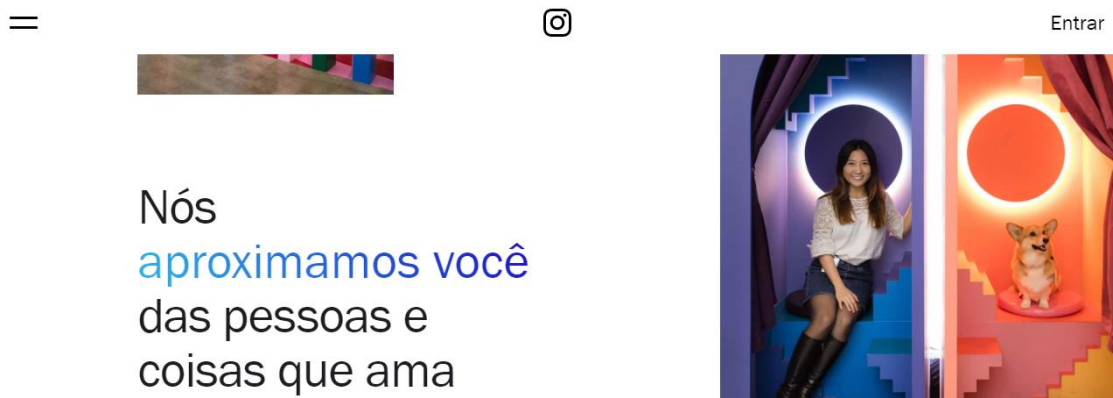 Entrar
Nós
aproximamos você
das pessoas e
coisas que ama